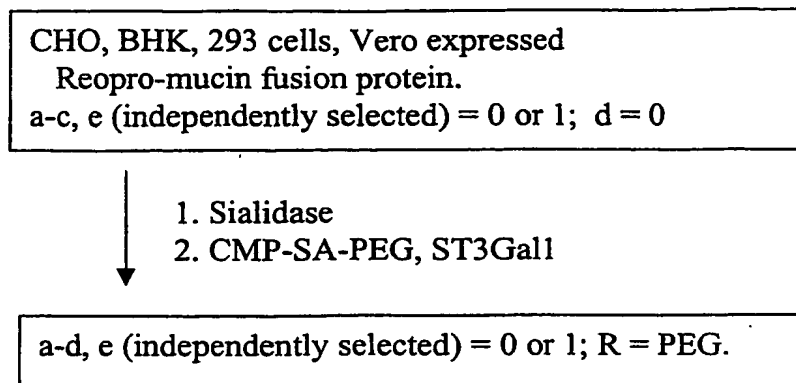 CHO, BHK, 293 cells, Vero expressed
Reopro-mucin fusion protein.
a-c, e (independently selected) = 0 or 1; d = 0
1. Sialidase
2. CMP-SA-PEG, ST3Gal1
a-d, e (independently selected) = 0 or 1; R = PEG.